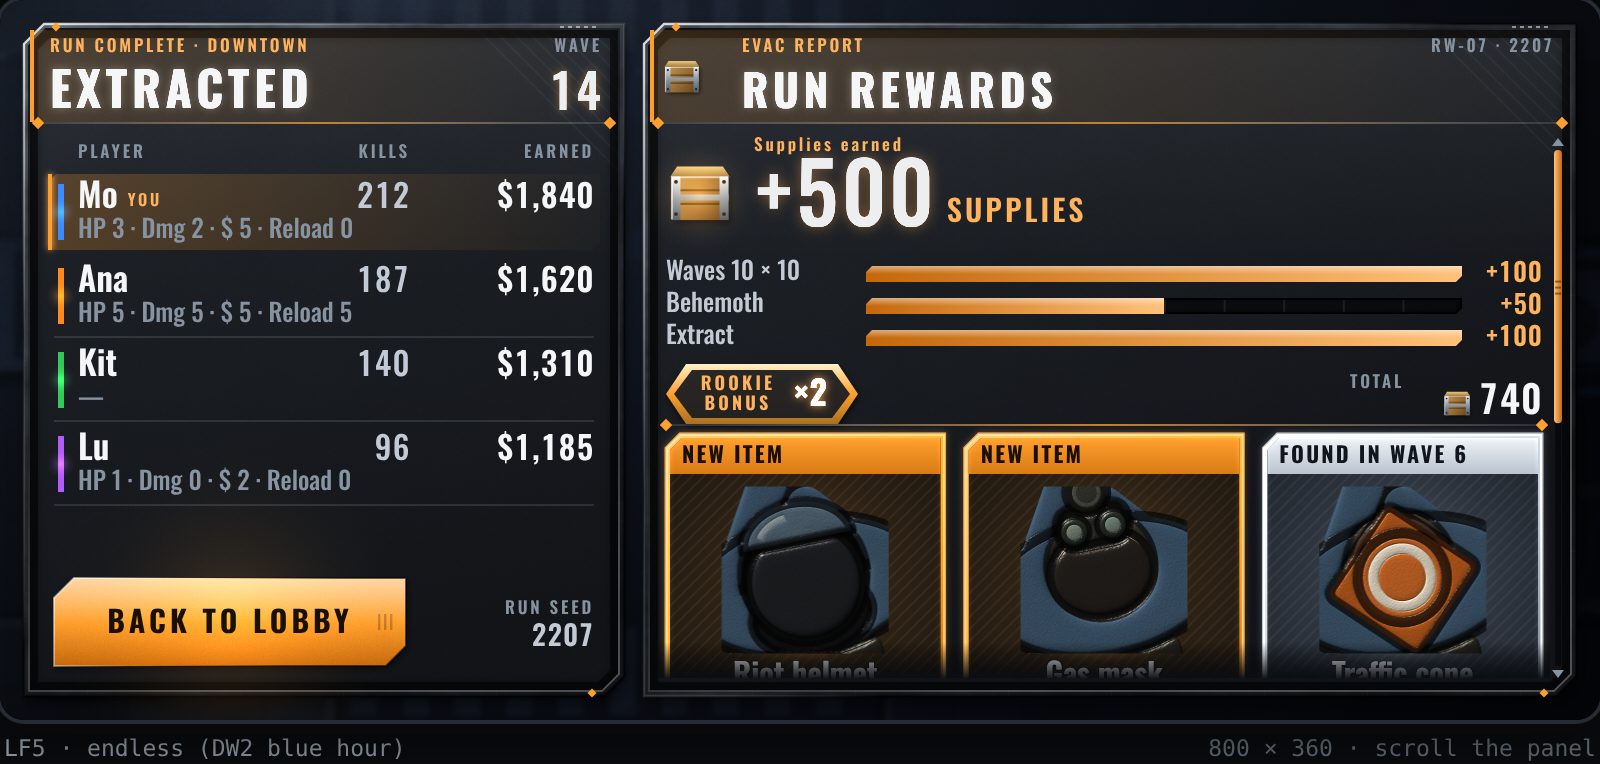 RUN COMPLETE · DOWNTOWN
WAVE
EXTRACTED
14
PLAYER KILLS EARNED
Mo YOU 212 $1,840
HP 3 · Dmg 2 · $ 5 · Reload 0
Ana 187 $1,620
HP 5 · Dmg 5 · $ 5 · Reload 5
Kit 140 $1,310
—
Lu 96 $1,185
HP 1 · Dmg 0 · $ 2 · Reload 0
BACK TO LOBBY
RUN SEED
2207
EVAC REPORT
RW-07 · 2207
RUN REWARDS
Supplies earned
+500 SUPPLIES
Waves 10 × 10 +100
Behemoth +50
Extract +100
ROOKIE
BONUS
×2
TOTAL
740
NEW ITEM
NEW ITEM
FOUND IN WAVE 6
Riot helmet
Gas mask
Traffic cone
LF5 · endless (DW2 blue hour)
800 × 360 · scroll the panel